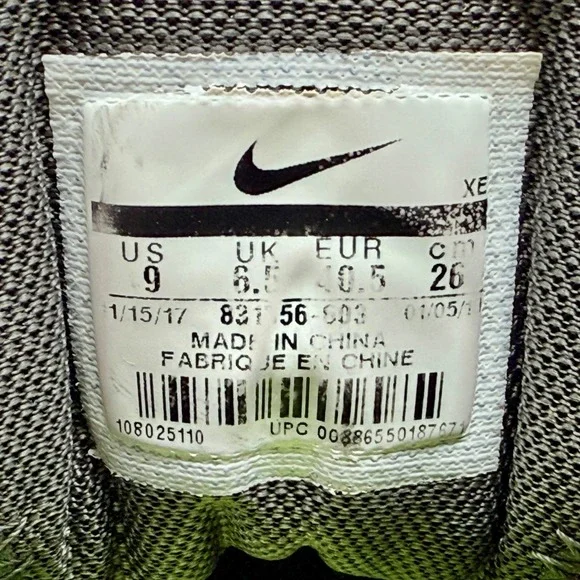 XE
US UK EUR cm
9 6.5 40.5 26
1/15/17
MADE IN CHINA
FABRIQUE EN CHINE
108025110 UPC